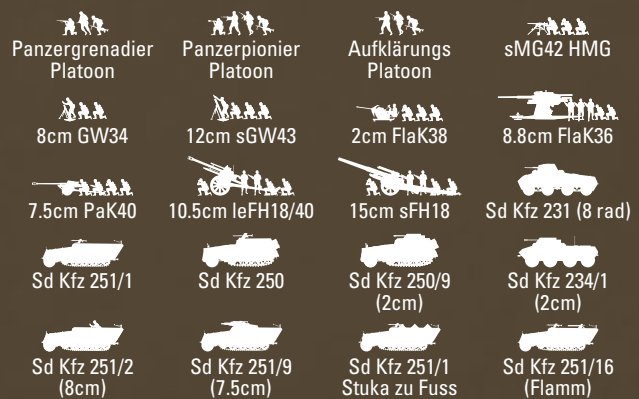 Panzergrenadier Platoon
Panzerpionier Platoon
Aufklärungs Platoon
sMG42 HMG
8cm GW34
12cm sGW43
2cm FlaK38
8.8cm FlaK36
7.5cm PaK40
10.5cm leFH18/40
15cm sFH18
Sd Kfz 231 (8 rad)
Sd Kfz 251/1
Sd Kfz 250
Sd Kfz 250/9
(2cm)
Sd Kfz 234/1
(2cm)
Sd Kfz 251/2
(8cm)
Sd Kfz 251/9
(7.5cm)
Sd Kfz 251/1
Stuka zu Fuss
Sd Kfz 251/16
(Flamm)